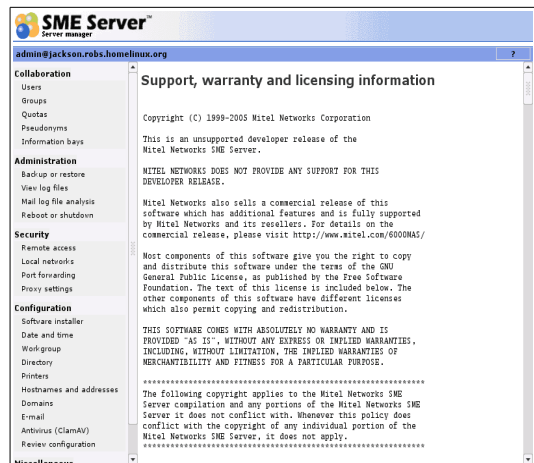 SME Server™
Server manager
admin@jackson.robs.homelinux.org
?
Collaboration
Users
Groups
Quotas
Pseudonyms
Information bays
Administration
Backup or restore
View log files
Mail log file analysis
Reboot or shutdown
Security
Remote access
Local networks
Port forwarding
Proxy settings
Configuration
Software installer
Date and time
Workgroup
Directory
Printers
Hostnames and addresses
Domains
E-mail
Antivirus (ClamAV)
Review configuration
Miscellaneous
Support, warranty and licensing information
Copyright (C) 1999-2005 Mitel Networks Corporation
This is an unsupported developer release of the
Mitel Networks SME Server.
MITEL NETWORKS DOES NOT PROVIDE ANY SUPPORT FOR THIS
DEVELOPER RELEASE.
Mitel Networks also sells a commercial release of this
software which has additional features and is fully supported
by Mitel Networks and its resellers. For details on the
commercial release, please visit http://www.mitel.com/6000MAS/
Most components of this software give you the right to copy
and distribute this software under the terms of the GNU
General Public License, as published by the Free Software
Foundation. The text of this license is included below. The
other components of this software have different licenses
which also permit copying and redistribution.
THIS SOFTWARE COMES WITH ABSOLUTELY NO WARRANTY AND IS
PROVIDED "AS IS", WITHOUT ANY EXPRESS OR IMPLIED WARRANTIES,
INCLUDING, WITHOUT LIMITATION, THE IMPLIED WARRANTIES OF
MERCHANTIBILITY AND FITNESS FOR A PARTICULAR PURPOSE.
****************************************************************
The following copyright applies to the Mitel Networks SME
Server compilation and any portions of the Mitel Networks SME
Server it does not conflict with. Whenever this policy does
conflict with the copyright of any individual portion of the
Mitel Networks SME Server, it does not apply.
****************************************************************